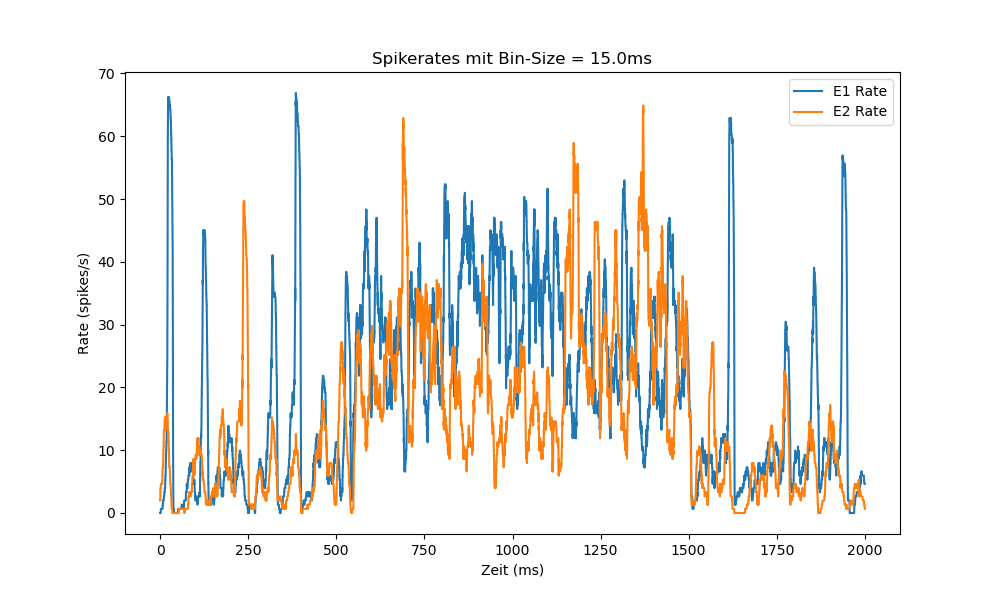 Spikerates mit Bin-Size = 15.0ms
E1 Rate
E2 Rate
Rate (spikes/s)
70
60
50
40
30
20
10
0
0 250 500 750 1000 1250 1500 1750 2000
Zeit (ms)